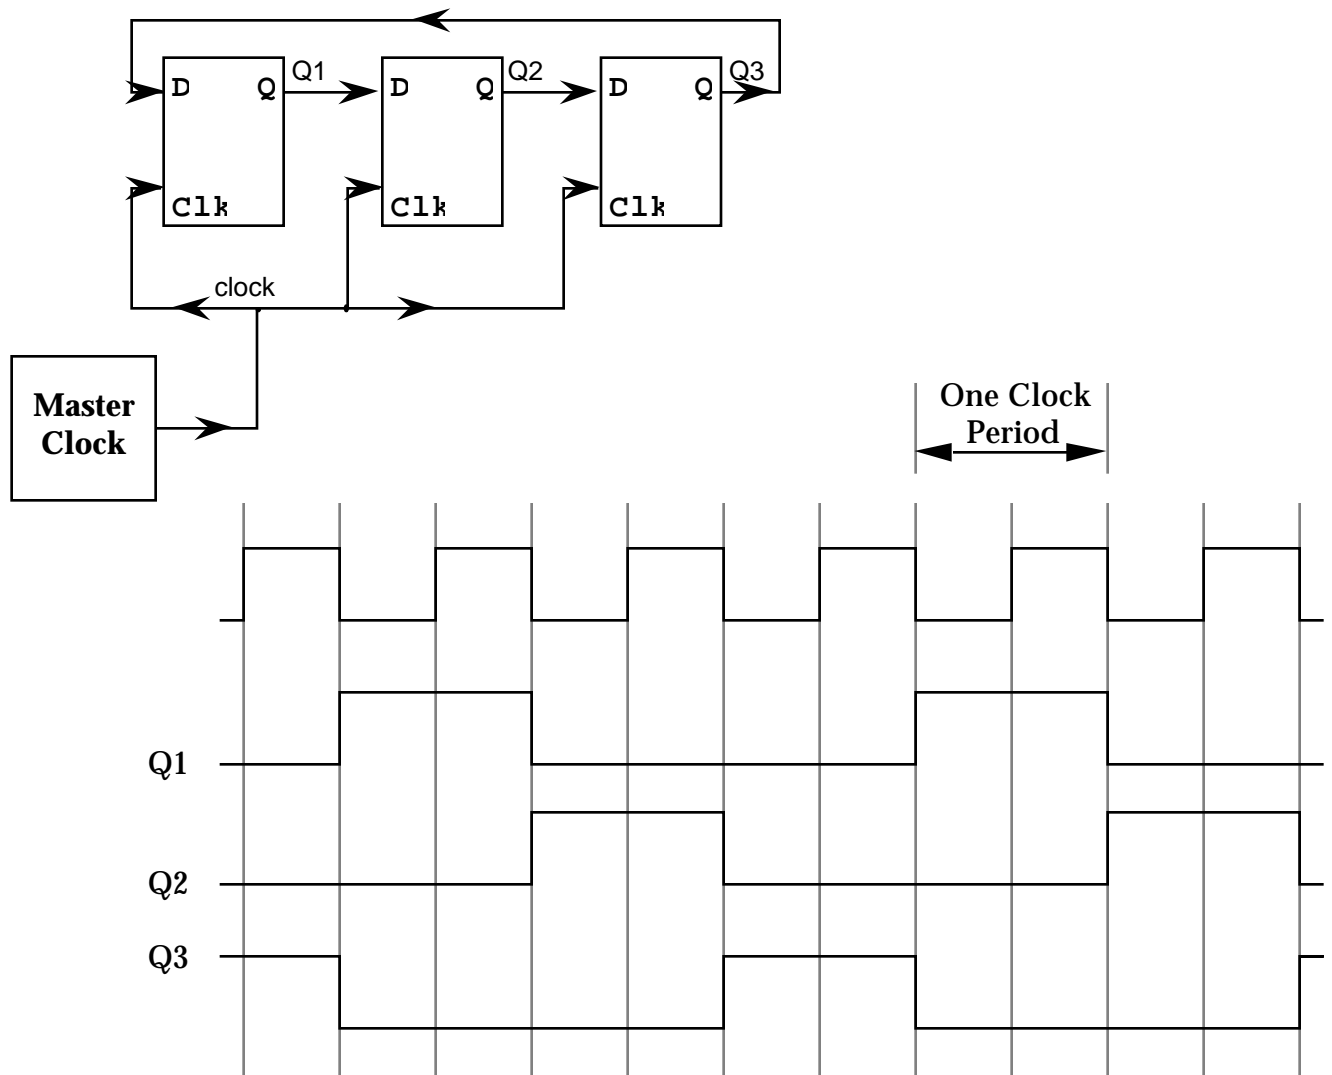 Q1
Q2
Q3
D Q
D Q
D Q
Clk
Clk
Clk
clock
Master
Clock
One Clock
Period
Q1
Q2
Q3